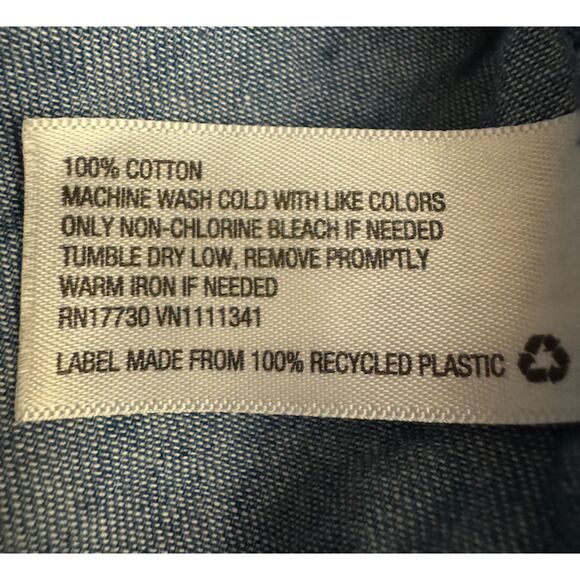 100% COTTON
MACHINE WASH COLD WITH LIKE COLORS
ONLY NON-CHLORINE BLEACH IF NEEDED
TUMBLE DRY LOW, REMOVE PROMPTLY
WARM IRON IF NEEDED
RN17730 VN1111341
LABEL MADE FROM 100% RECYCLED PLASTIC